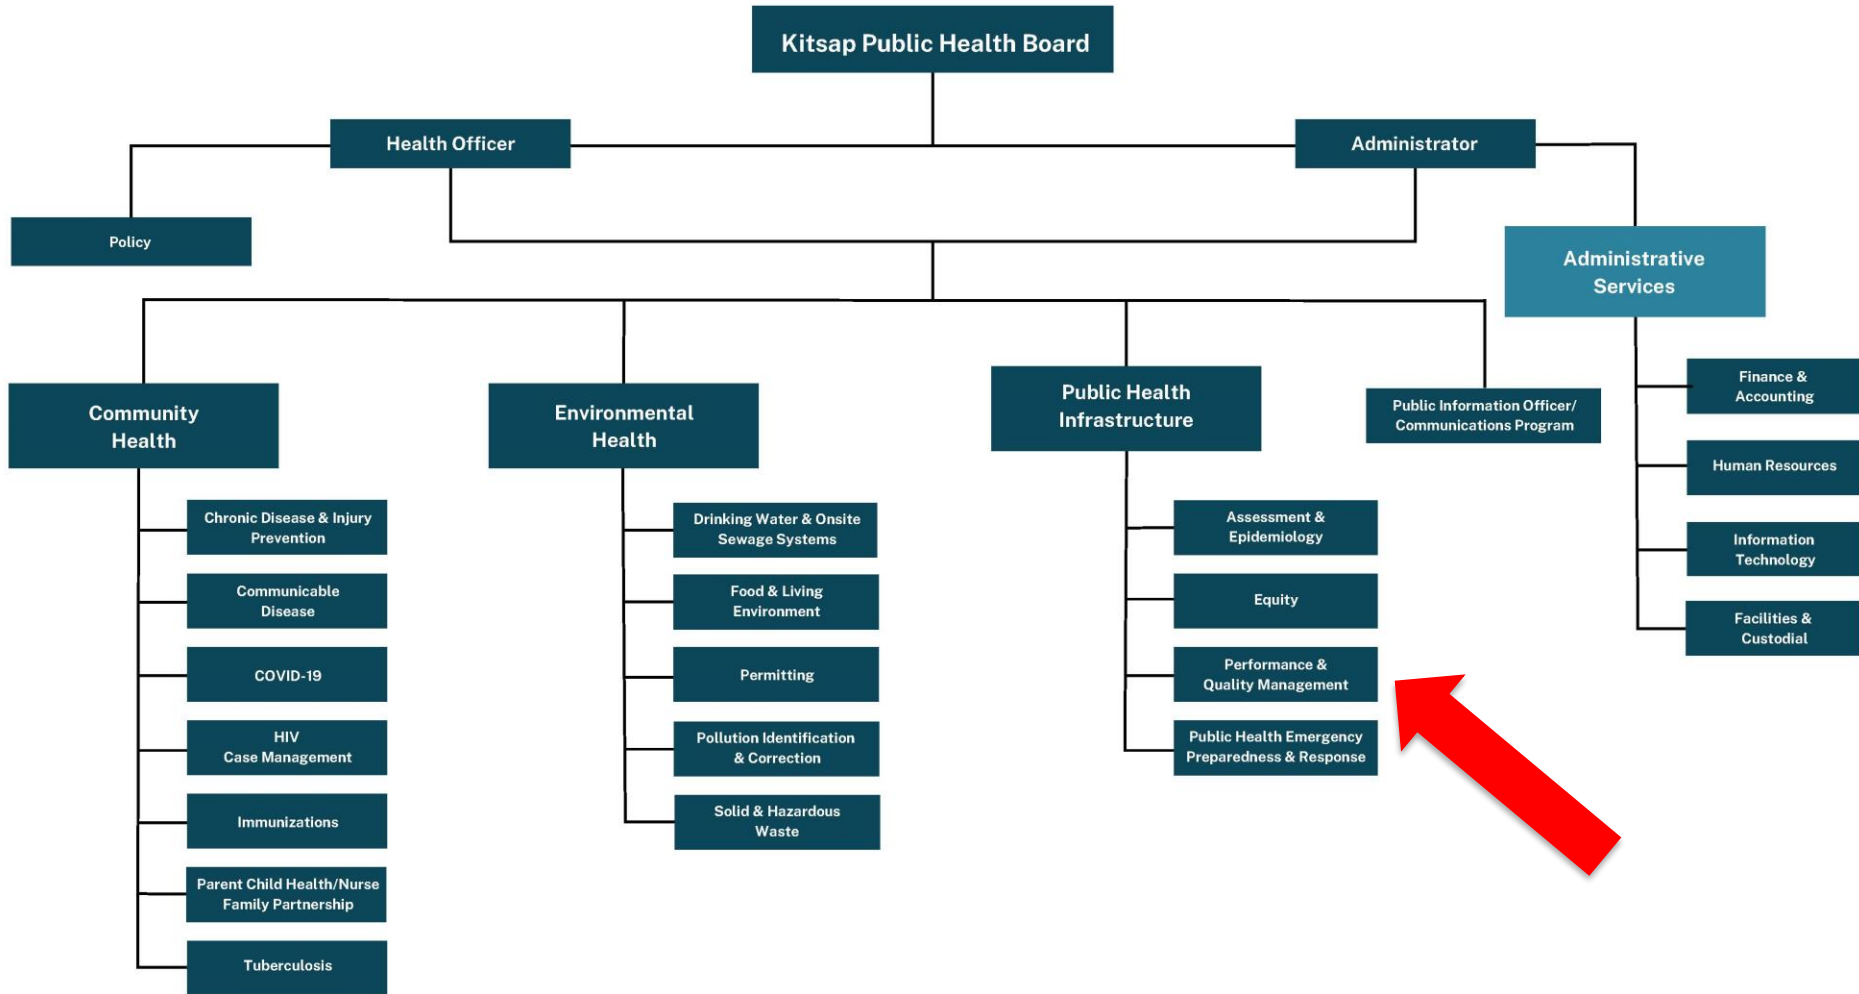 Kitsap Public Health Board
Health Officer
Administrator
Policy
Administrative
Services
Community
Health
Environmental
Health
Public Health
Infrastructure
Public Information Officer/
Communications Program
Chronic Disease & Injury
Prevention
Communicable
Disease
COVID-19
HIV
Case Management
Immunizations
Parent Child Health/Nurse
Family Partnership
Tuberculosis
Drinking Water & Onsite
Sewage Systems
Food & Living
Environment
Permitting
Pollution Identification
& Correction
Solid & Hazardous
Waste
Assessment &
Epidemiology
Equity
Performance &
Quality Management
Public Health Emergency
Preparedness & Response
Finance &
Accounting
Human Resources
Information
Technology
Facilities &
Custodial